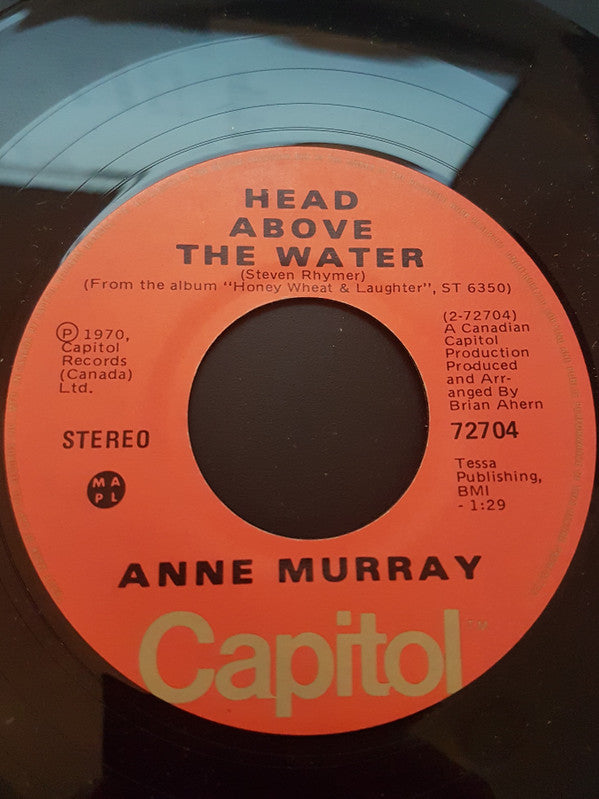 HEAD
ABOVE
THE WATER
(Steven Rhymer)
(From the album "Honey Wheat & Laughter", ST 6350)
Ⓟ 1970,
Capitol
Records
(Canada)
Ltd.
STEREO
M A
P L
(2-72704)
A Canadian
Capitol
Production
Produced
and Arr-
anged By
Brian Ahern
72704
Tessa
Publishing,
BMI
- 1:29
ANNE MURRAY
Capitol™